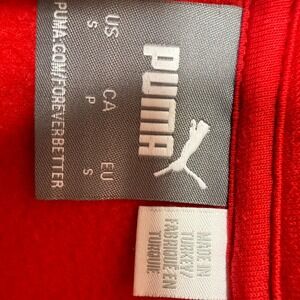 PUMA
US CA EU
S P S
PUMA.COM/FOREVERBETTER
MADE IN
TURKEY/
FABRIQUÉ EN
TURQUIE